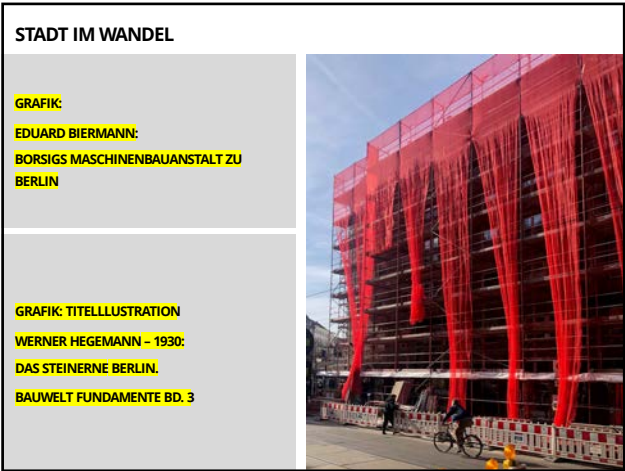 STADT IM WANDEL
GRAFIK:
EDUARD BIERMANN:
BORSIGS MASCHINENBAUANSTALT ZU
BERLIN
GRAFIK: TITELLLUSTRATION
WERNER HEGEMANN – 1930:
DAS STEINERNE BERLIN.
BAUWELT FUNDAMENTE BD. 3